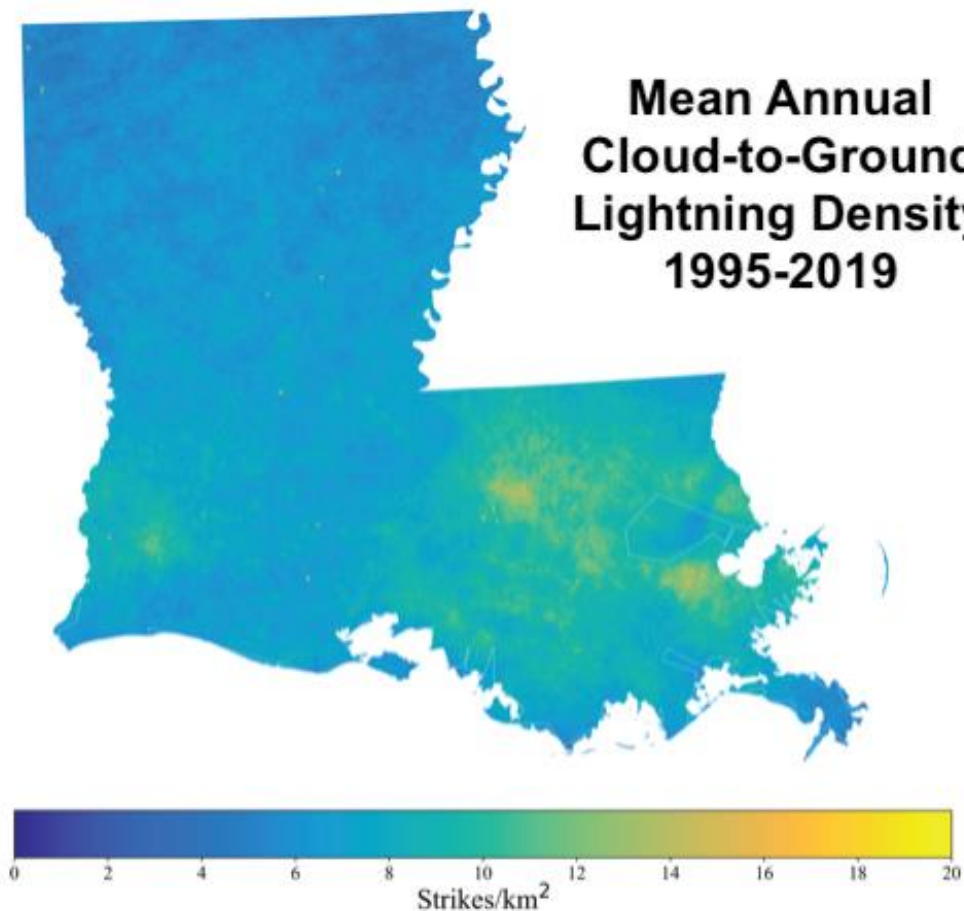 Mean Annual
Cloud-to-Ground
Lightning Density
1995-2019
0 2 4 6 8 10 12 14 16 18 20
Strikes/km²